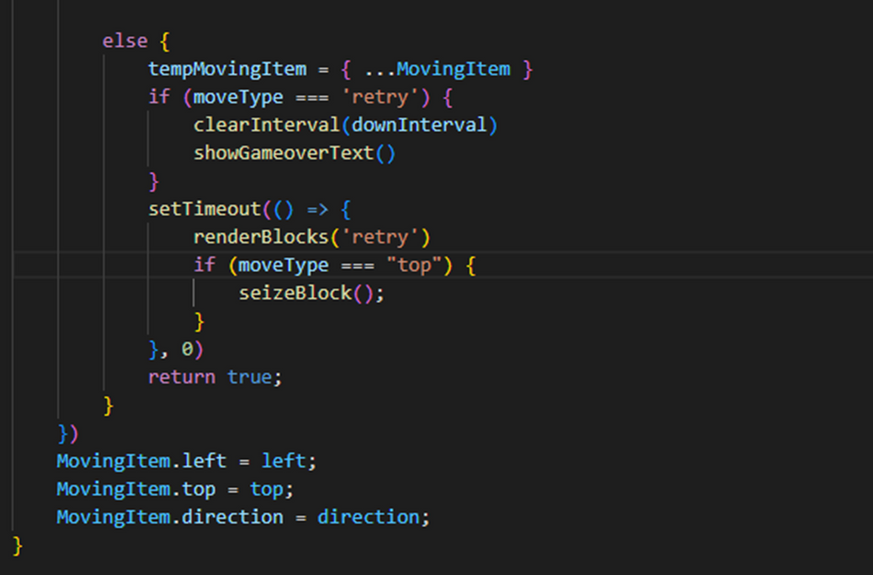 else {
tempMovingItem = { ...MovingItem }
if (moveType === 'retry') {
clearInterval(downInterval)
showGameoverText()
}
setTimeout(() => {
renderBlocks('retry')
if (moveType === "top") {
seizeBlock();
}
}, 0)
return true;
}
})
MovingItem.left = left;
MovingItem.top = top;
MovingItem.direction = direction;
}